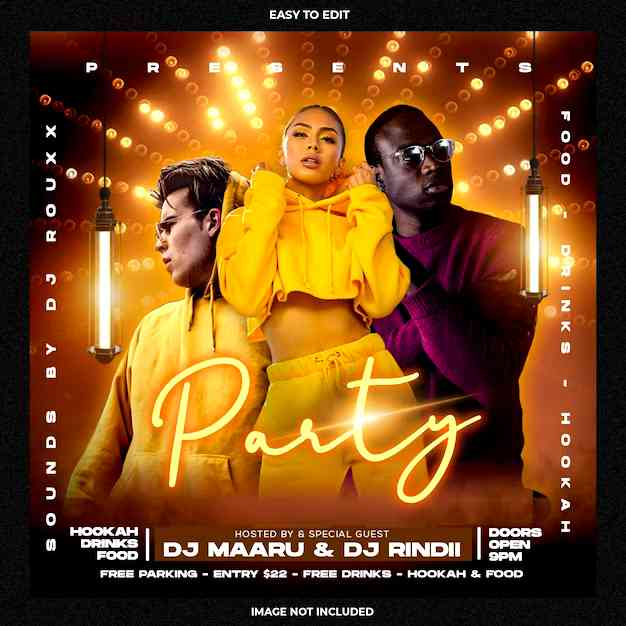 EASY TO EDIT
PRESENTS
SOUNDS BY DJ ROUXX
FOOD - DRINKS - HOOKAH
Party
HOOKAH
DRINKS
FOOD
HOSTED BY & SPECIAL GUEST
DJ MAARU & DJ RINDII
DOORS
OPEN
9PM
FREE PARKING - ENTRY $22 - FREE DRINKS - HOOKAH & FOOD
IMAGE NOT INCLUDED